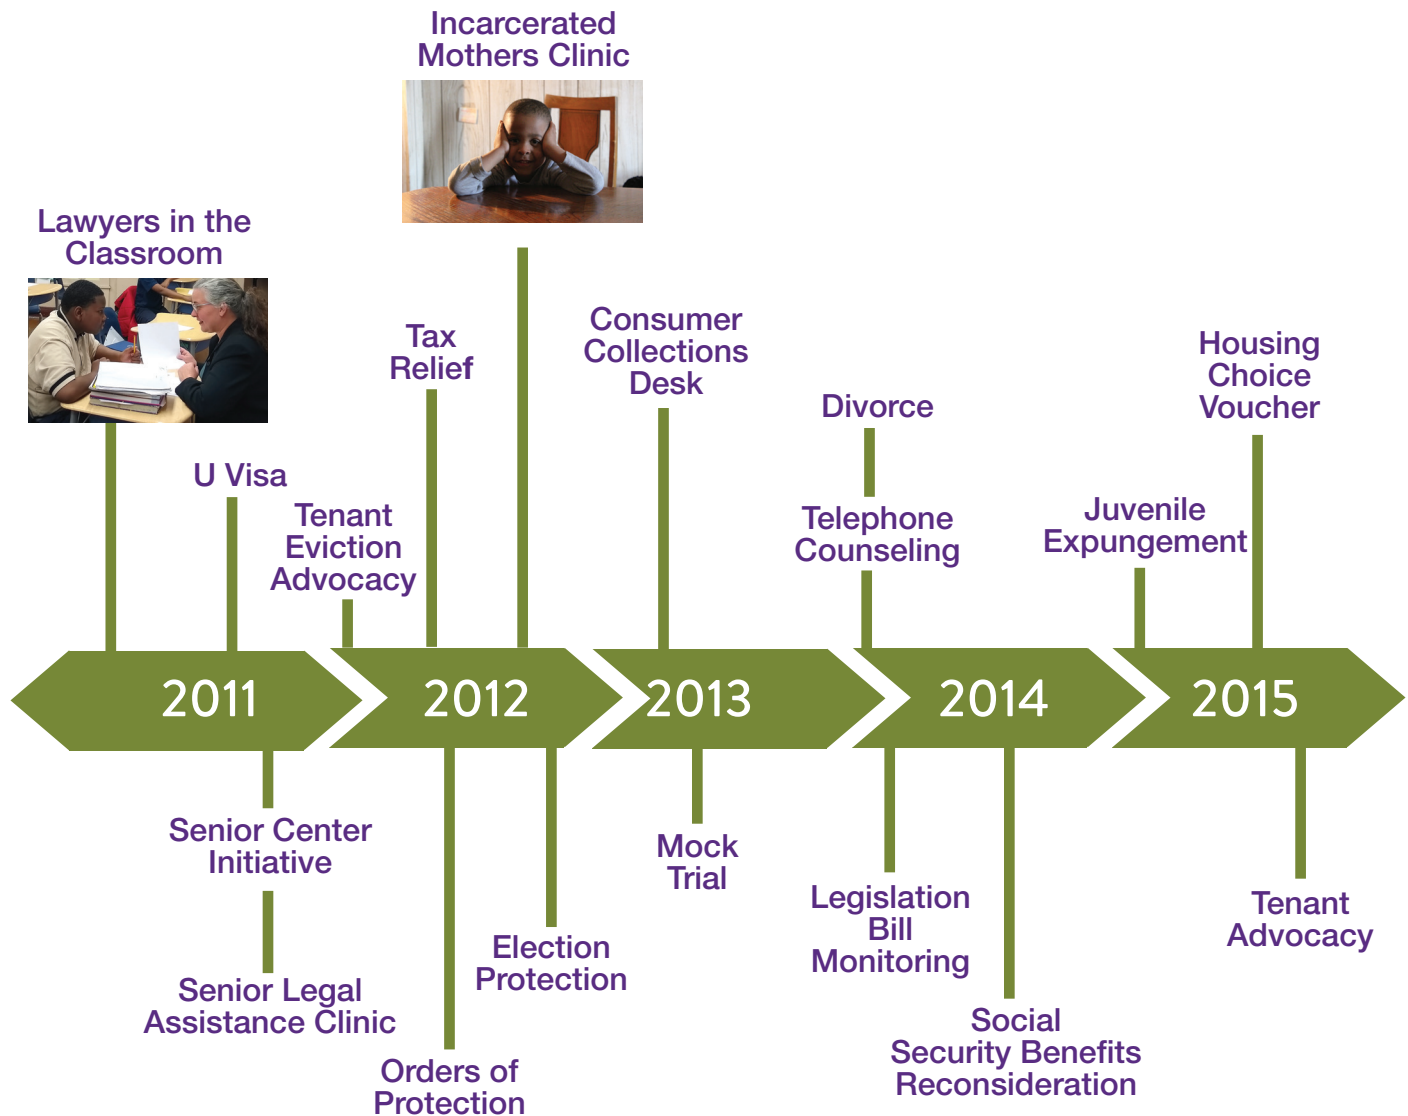 Incarcerated
Mothers Clinic
Lawyers in the
Classroom
U Visa
Tenant
Eviction
Advocacy
Tax
Relief
Consumer
Collections
Desk
Divorce
Telephone
Counseling
Juvenile
Expungement
Housing
Choice
Voucher
2011
2012
2013
2014
2015
Senior Center
Initiative
Senior Legal
Assistance Clinic
Orders of
Protection
Election
Protection
Mock
Trial
Legislation
Bill
Monitoring
Social
Security Benefits
Reconsideration
Tenant
Advocacy